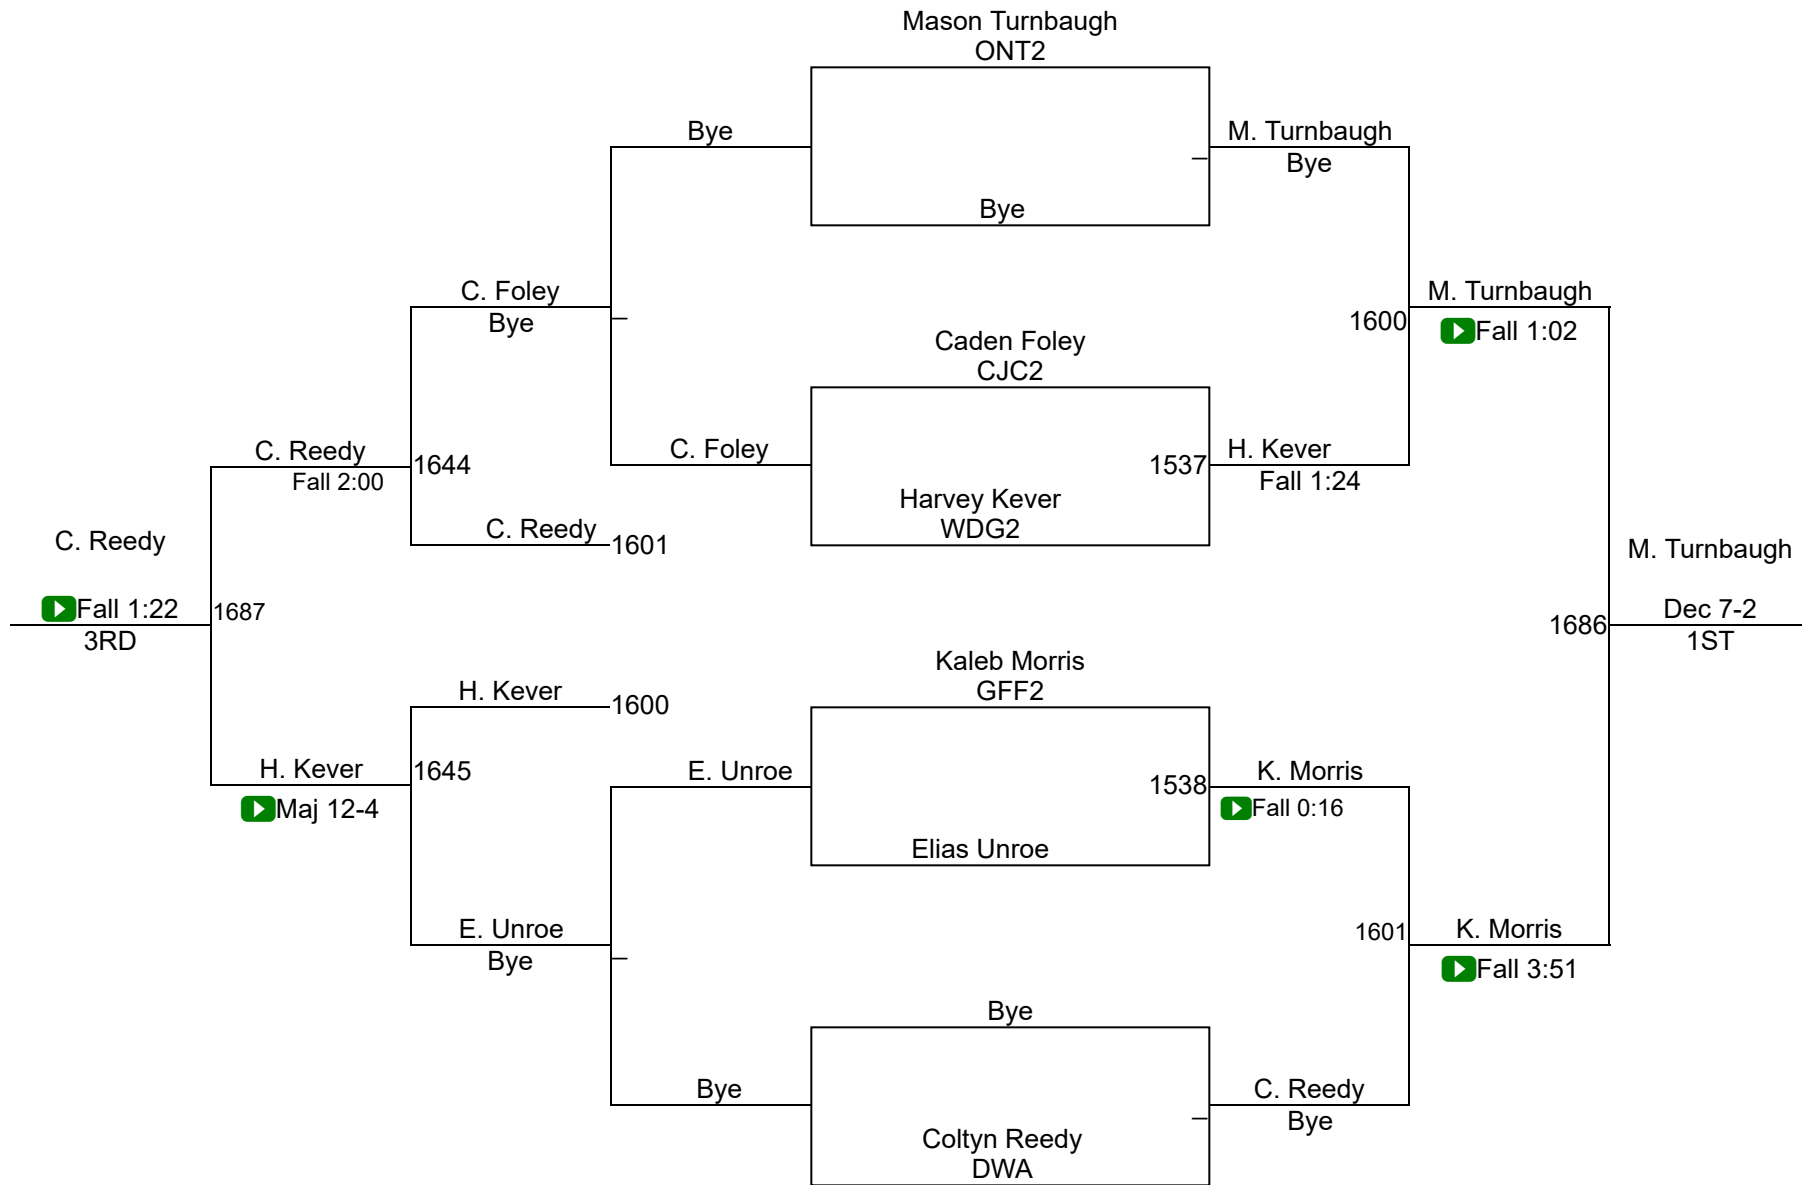 Mason Turnbaugh
ONT2
Bye
M. Turnbaugh
Bye
Bye
C. Foley
Bye
M. Turnbaugh
1600
Fall 1:02
Caden Foley
CJC2
C. Reedy
1644
Fall 2:00
C. Foley
1537
H. Kever
Fall 1:24
Harvey Kever
WDG2
C. Reedy
1601
C. Reedy
M. Turnbaugh
Fall 1:22
1687
3RD
1686
Dec 7-2
1ST
Kaleb Morris
GFF2
H. Kever
1600
H. Kever
1645
Maj 12-4
E. Unroe
1538
K. Morris
Fall 0:16
Elias Unroe
E. Unroe
Bye
1601
K. Morris
Fall 3:51
Bye
Bye
C. Reedy
Bye
Coltyn Reedy
DWA